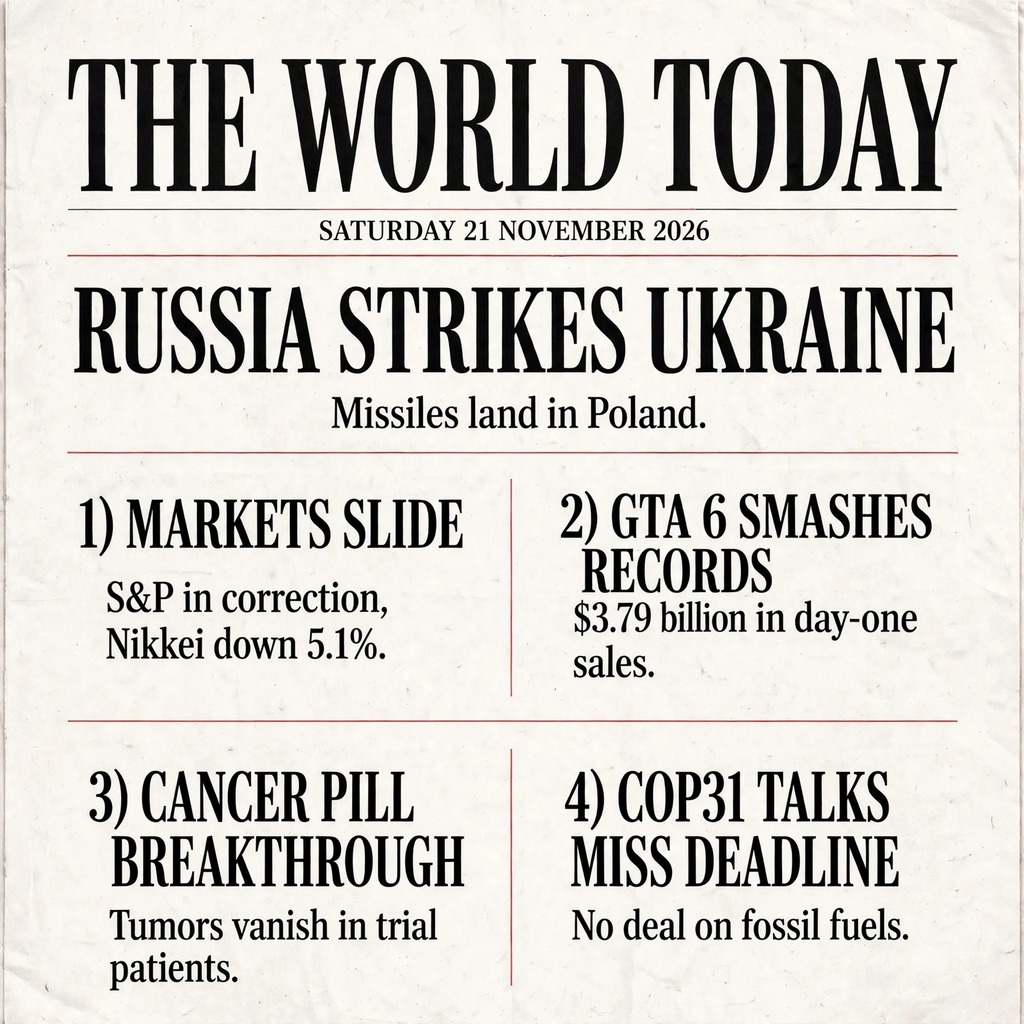 THE WORLD TODAY
SATURDAY 21 NOVEMBER 2026
RUSSIA STRIKES UKRAINE
Missiles land in Poland.
1) MARKETS SLIDE
S&P in correction,
Nikkei down 5.1%.
2) GTA 6 SMASHES
RECORDS
$3.79 billion in day-one
sales.
3) CANCER PILL
BREAKTHROUGH
Tumors vanish in trial
patients.
4) COP31 TALKS
MISS DEADLINE
No deal on fossil fuels.